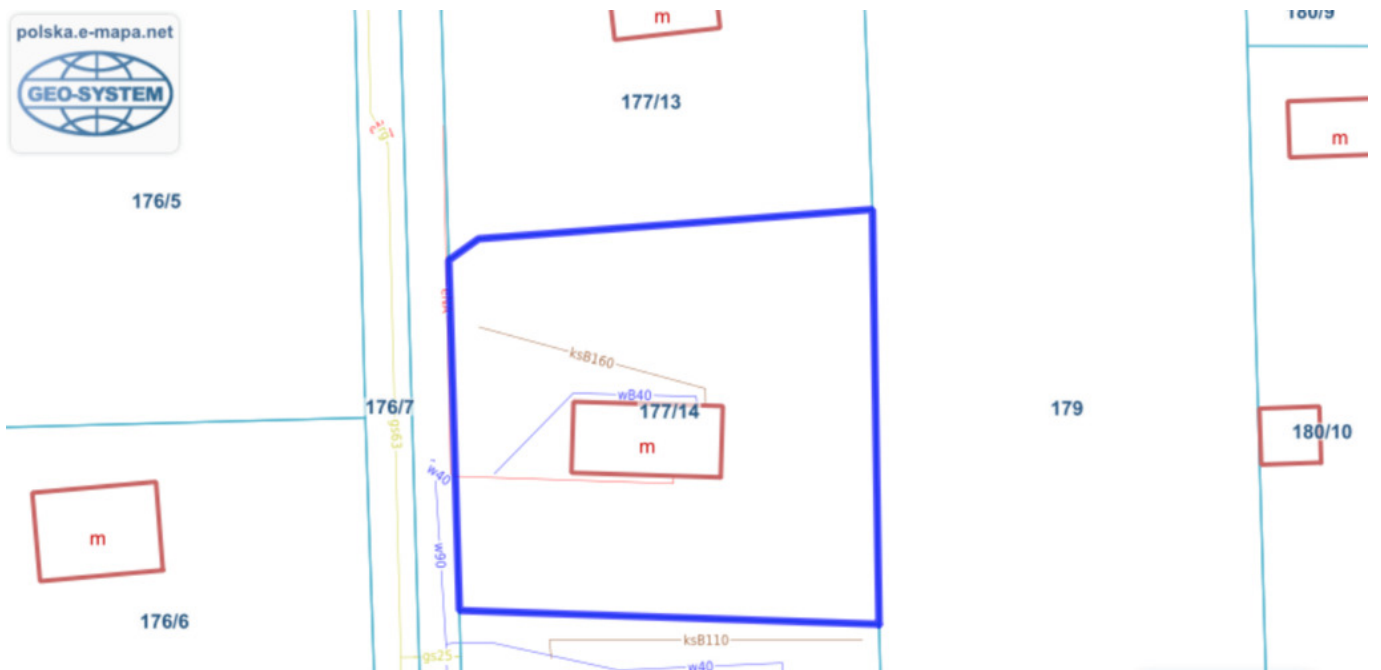 polska.e-mapa.net
GEO-SYSTEM
m
180/9
177/13
m
176/5
ksB160
wB40
177/14
176/7
179
180/10
gs63
m
w40
m
w90
176/6
ksB110
gs25
w40